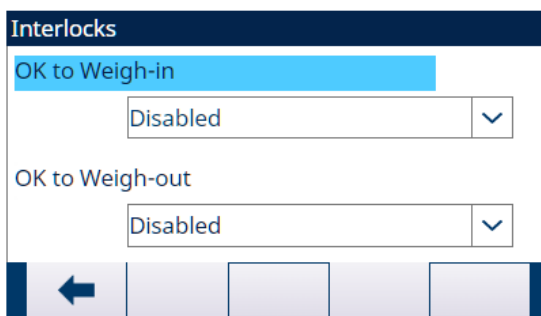 Interlocks
OK to Weigh-in
Disabled
OK to Weigh-out
Disabled